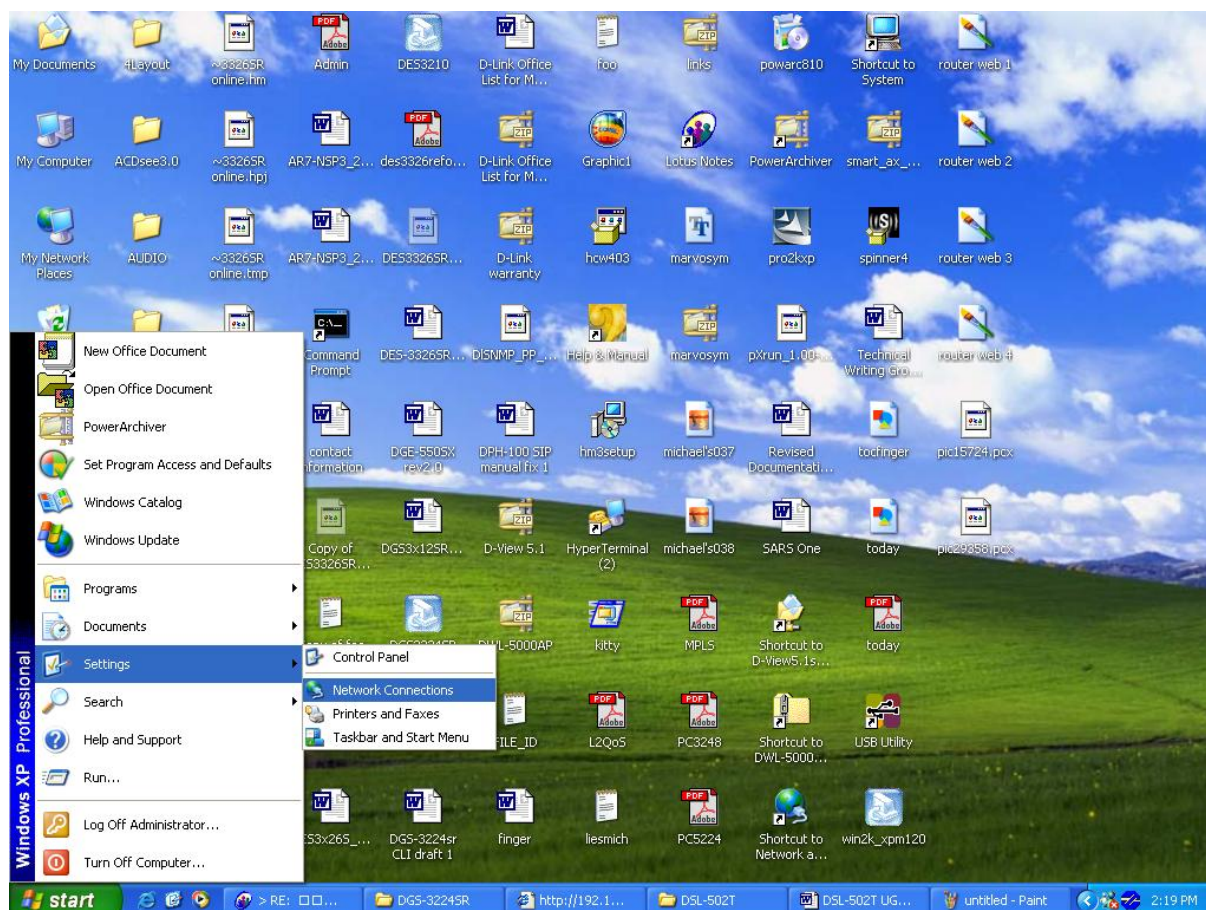 My Documents
4Layout
~3326SR
online.hm
Admin
DES3210
D-Link Office
List for M...
foo
links
powarc810
Shortcut to
System
router web 1
My Computer
ACDsee3.0
~3326SR
online.hpj
AR7-NSP3_2...
des3326refo...
D-Link Office
List for M...
Graphic1
Lotus Notes
PowerArchiver
smart_ax_...
router web 2
My Network
Places
AUDIO
~3326SR
online.tmp
AR7-NSP3_2...
DES3326SR...
D-Link
warranty
hcw403
marvosym
pro2kxp
spinner4
router web 3
Command
Prompt
DES-3326SR...
DISNMP_PP_...
Help & Manual
marvosym
pXrun_1.00-...
Technical
Writing Gro...
router web 4
contact
information
DGE-550SX
rev2.0
DPH-100 SIP
manual fix 1
hm3setup
michael's037
Revised
Documentati...
tocfinger
pic15724.pcx
Copy of
S3326SR...
DGS3x12SR...
D-View 5.1
HyperTerminal
(2)
michael's038
SARS One
today
pic29358.pcx
DWL-5000AP
kitty
MPLS
Shortcut to
D-View5.1s...
today
FILE_ID
L2QoS
PC3248
Shortcut to
DWL-5000...
USB Utility
ES3x26S_...
DGS-3224sr
CLI draft 1
finger
liesmich
PC5224
Shortcut to
Network a...
win2k_xpm120
New Office Document
Open Office Document
PowerArchiver
Set Program Access and Defaults
Windows Catalog
Windows Update
Programs
Documents
Settings
Search
Help and Support
Run...
Log Off Administrator...
Turn Off Computer...
Windows XP Professional
Control Panel
Network Connections
Printers and Faxes
Taskbar and Start Menu
start
> RE: □□...
DGS-3224SR
http://192.1...
DSL-502T
DSL-502T UG...
untitled - Paint
2:19 PM